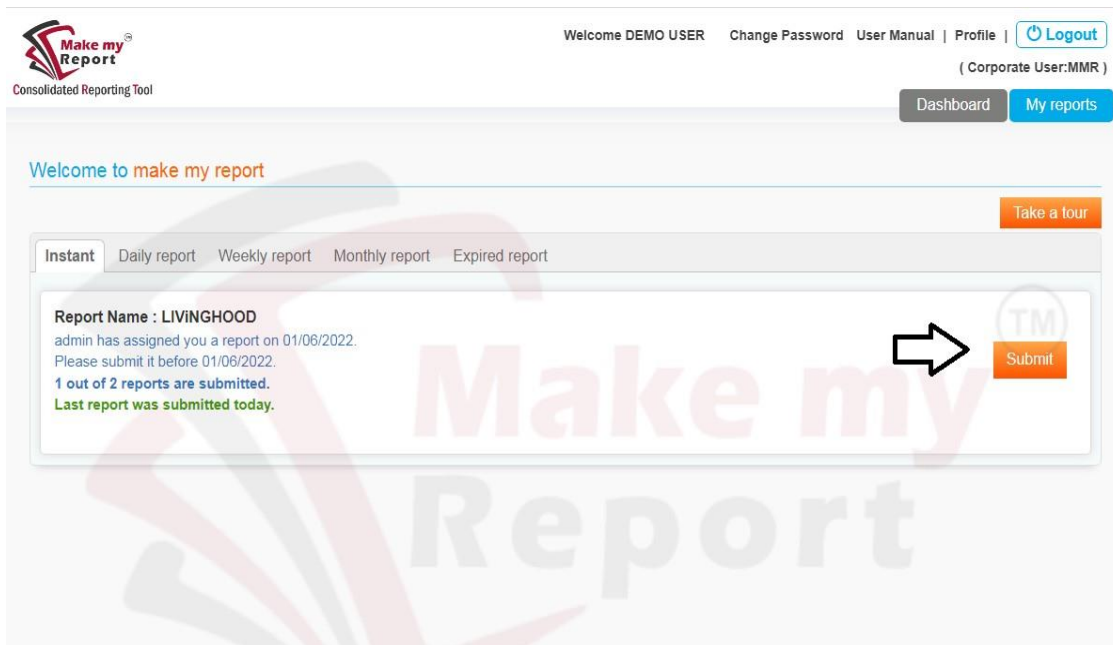 Make my
Report
Consolidated Reporting Tool
Welcome DEMO USER Change Password User Manual | Profile | Logout
( Corporate User:MMR )
Dashboard My reports
Welcome to make my report
Take a tour
Instant Daily report Weekly report Monthly report Expired report
Report Name : LIViNGHOOD
admin has assigned you a report on 01/06/2022.
Please submit it before 01/06/2022.
1 out of 2 reports are submitted.
Last report was submitted today.
Submit
TM
Make my
Report